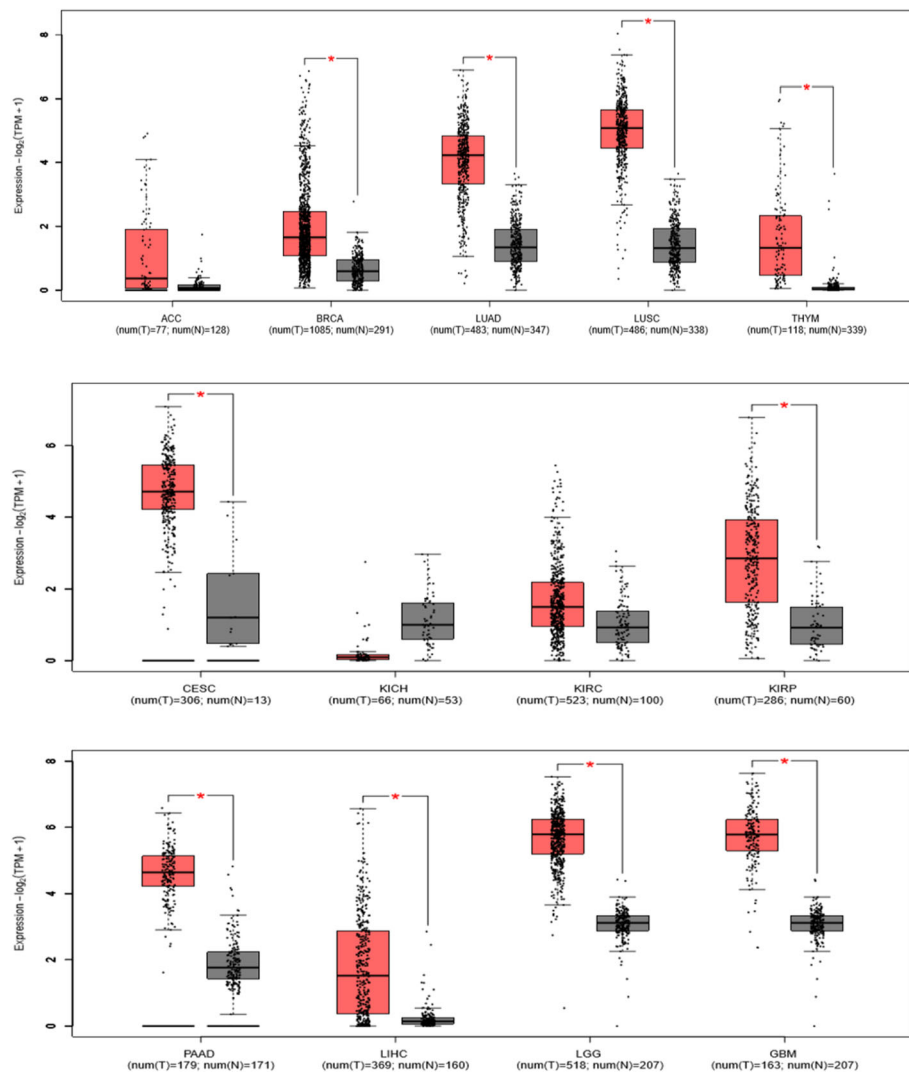 Expression – log₂(TPM + 1)
8
6
4
2
0
* * * *
ACC BRCA LUAD LUSC THYM
(num(T)=77; num(N)=128) (num(T)=1085; num(N)=291) (num(T)=483; num(N)=347) (num(T)=486; num(N)=338) (num(T)=118; num(N)=339)
Expression – log₂(TPM + 1)
6
4
2
0
* *
CESC KICH KIRC KIRP
(num(T)=306; num(N)=13) (num(T)=66; num(N)=53) (num(T)=523; num(N)=100) (num(T)=286; num(N)=60)
Expression – log₂(TPM + 1)
8
6
4
2
0
* * * *
PAAD LIHC LGG GBM
(num(T)=179; num(N)=171) (num(T)=369; num(N)=160) (num(T)=518; num(N)=207) (num(T)=163; num(N)=207)